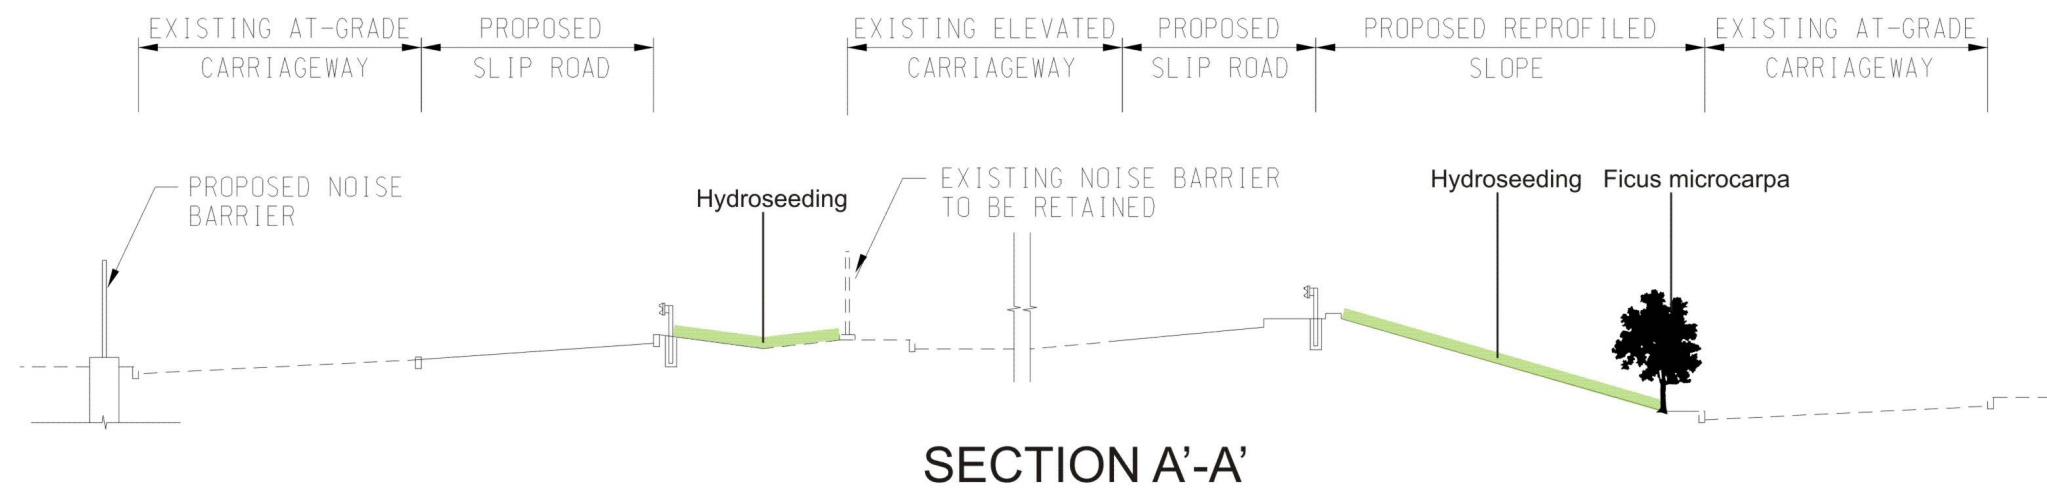 EXISTING AT-GRADE
CARRIAGEWAY
PROPOSED
SLIP ROAD
EXISTING ELEVATED
CARRIAGEWAY
PROPOSED
SLIP ROAD
PROPOSED REPROFILED
SLOPE
EXISTING AT-GRADE
CARRIAGEWAY
PROPOSED NOISE
BARRIER
Hydroseeding
EXISTING NOISE BARRIER
TO BE RETAINED
Hydroseeding
Ficus microcarpa
SECTION A’-A’